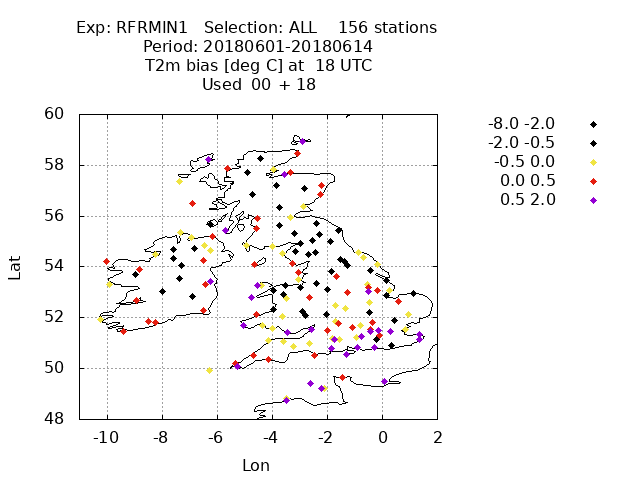 Exp: RFRMIN1 Selection: ALL 156 stations
Period: 20180601-20180614
T2m bias [deg C] at 18 UTC
Used 00 + 18
-8.0 -2.0
-2.0 -0.5
-0.5 0.0
0.0 0.5
0.5 2.0
60
58
56
54
52
50
48
Lat
-10 -8 -6 -4 -2 0 2
Lon